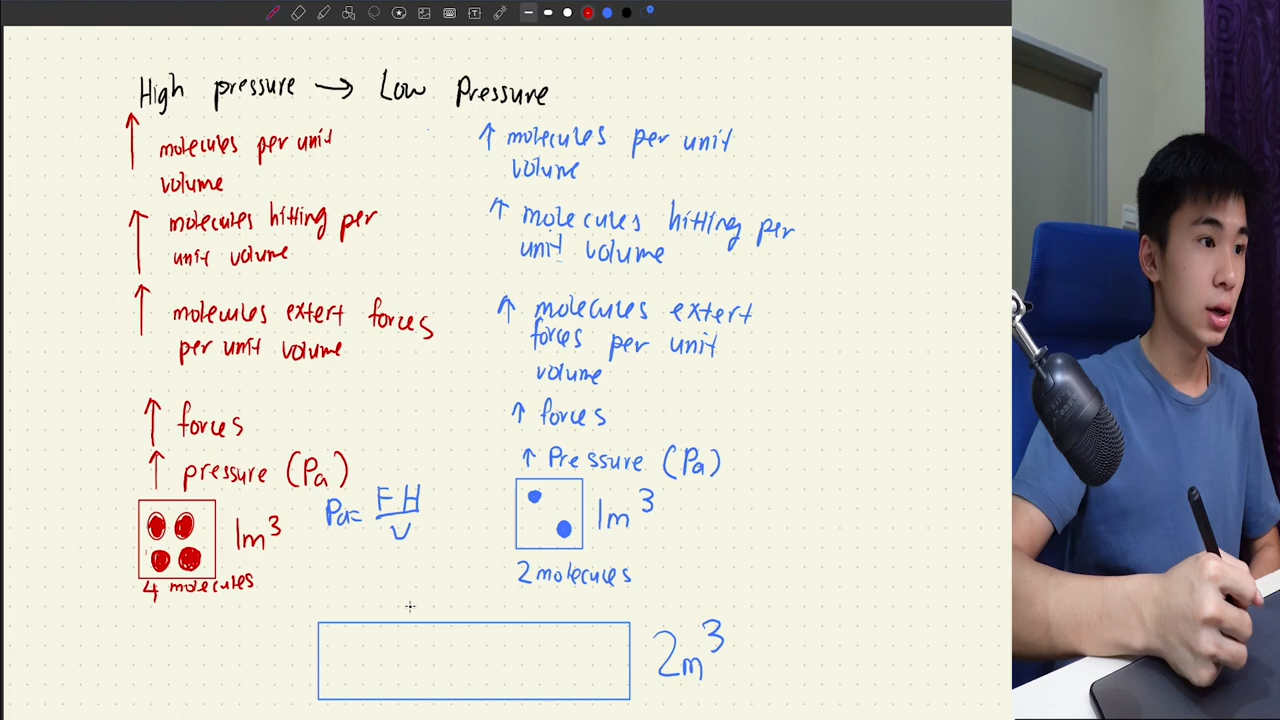 High pressure → Low Pressure
↑ molecules per unit
volume
↑ molecules hitting per
unit volume
↑ molecules extert forces
per unit volume
↑ forces
↑ pressure (Pa)
1m³
4 molecules
Pa= FH
V
↑ molecules per unit
volume
↑ molecules hitting per
unit volume
↑ molecules extert
forces per unit
volume
↑ forces
↑ Pressure (Pa)
1m³
2 molecules
2m³